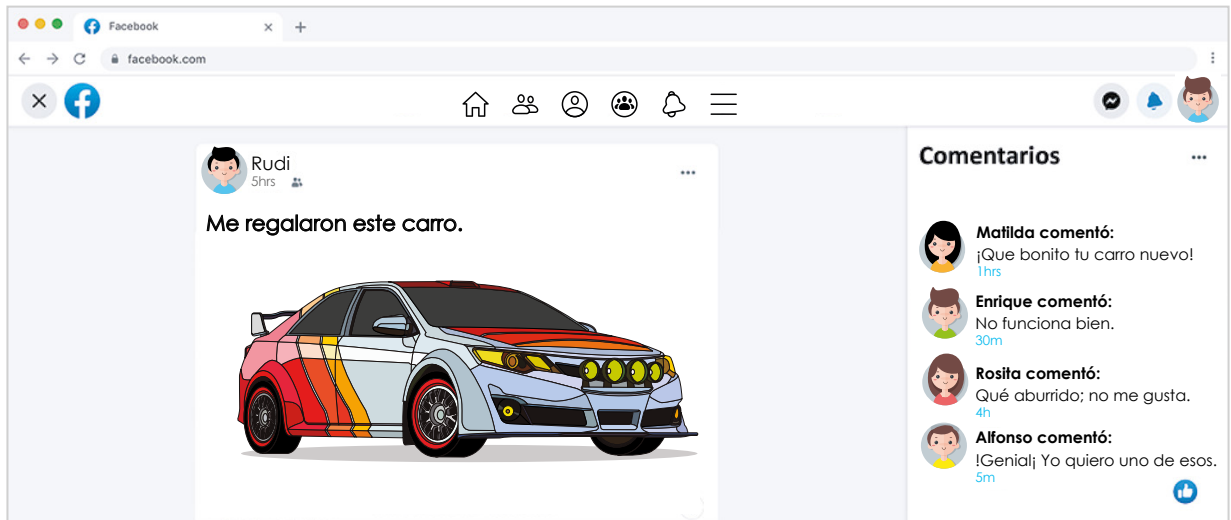 Facebook
facebook.com
Rudi
5hrs
Me regalaron este carro.
Comentarios
Matilda comentó:
¡Que bonito tu carro nuevo!
1hrs
Enrique comentó:
No funciona bien.
30m
Rosita comentó:
Qué aburrido; no me gusta.
4h
Alfonso comentó:
!Genial¡ Yo quiero uno de esos.
5m